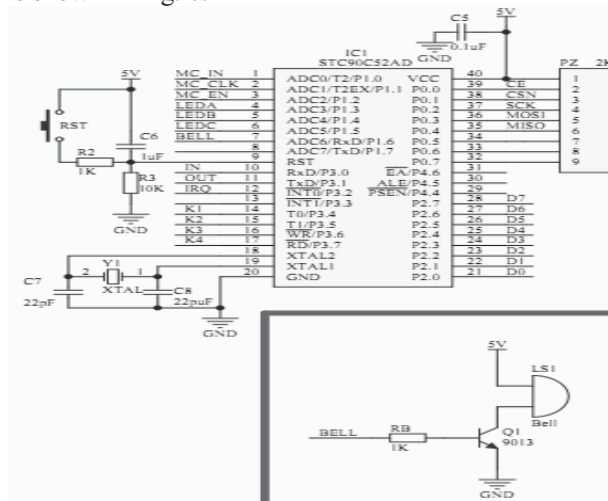 5V
C5
0.1uF
GND
IC1
STC90C52AD
PZ 2K
MC_IN 1 ADC0/T2/P1.0 VCC 40 1
MC_CLK 2 ADC1/T2EX/P1.1 P0.0 39 CE 2
MC_EN 3 ADC2/P1.2 P0.1 38 CSN 3
LEDA 4 ADC3/P1.3 P0.2 37 SCK 4
LEDB 5 ADC4/P1.4 P0.3 36 MOSI 5
LEDC 6 ADC5/P1.5 P0.4 35 MISO 6
BELL 7 ADC6/RxD/P1.6 P0.5 34 7
8 ADC7/TxD/P1.7 P0.6 33 8
9 RST P0.7 32 9
IN 10 RxD/P3.0 EA/P4.6 31
OUT 11 TxD/P3.1 ALE/P4.5 30
IRQ 12 INT0/P3.2 PSEN/P4.4 29
13 INT1/P3.3 P2.7 28 D7
K1 14 T0/P3.4 P2.6 27 D6
K2 15 T1/P3.5 P2.5 26 D5
K3 16 WR/P3.6 P2.4 25 D4
K4 17 RD/P3.7 P2.3 24 D3
18 XTAL2 P2.2 23 D2
19 XTAL1 P2.1 22 D1
20 GND P2.0 21 D0
5V
RST
C6
1uF
R2
1K
R3
10K
GND
C7
22pF
2 Y1 1
XTAL
C8
22puF
GND
5V
LS1
Bell
BELL
RB
1K
Q1
9013
GND